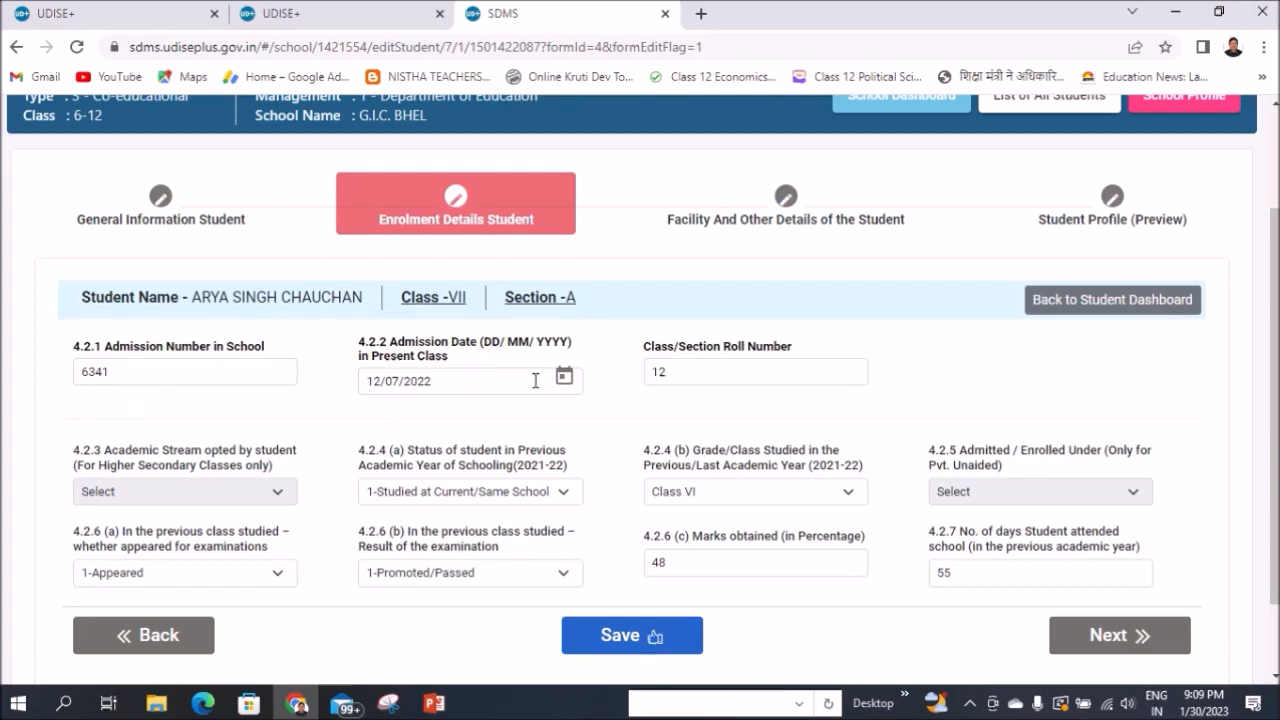 UDISE+
UDISE+
SDMS
sdms.udiseplus.gov.in/#/school/1421554/editStudent/7/1/1501422087?formId=4&formEditFlag=1
Gmail
YouTube
Maps
Home – Google Ad...
NISTHA TEACHERS...
Online Kruti Dev To...
Class 12 Economics...
Class 12 Political Sci...
शिक्षा मंत्री ने अधिकारि...
Education News: La...
»
Type : 3 - Co-educational
Management : 1 - Department of Education
School Dashboard
List of All Students
School Profile
Class : 6-12
School Name : G.I.C. BHEL
General Information Student
Enrolment Details Student
Facility And Other Details of the Student
Student Profile (Preview)
Student Name - ARYA SINGH CHAUCHAN
Class -VII
Section -A
Back to Student Dashboard
4.2.1 Admission Number in School
6341
4.2.2 Admission Date (DD/ MM/ YYYY)
in Present Class
12/07/2022
Class/Section Roll Number
12
4.2.3 Academic Stream opted by student
(For Higher Secondary Classes only)
Select
4.2.4 (a) Status of student in Previous
Academic Year of Schooling(2021-22)
1-Studied at Current/Same School
4.2.4 (b) Grade/Class Studied in the
Previous/Last Academic Year (2021-22)
Class VI
4.2.5 Admitted / Enrolled Under (Only for
Pvt. Unaided)
Select
4.2.6 (a) In the previous class studied –
whether appeared for examinations
1-Appeared
4.2.6 (b) In the previous class studied –
Result of the examination
1-Promoted/Passed
4.2.6 (c) Marks obtained (in Percentage)
48
4.2.7 No. of days Student attended
school (in the previous academic year)
55
« Back
Save
Next »
99+
Desktop
»
ENG
IN
9:09 PM
1/30/2023